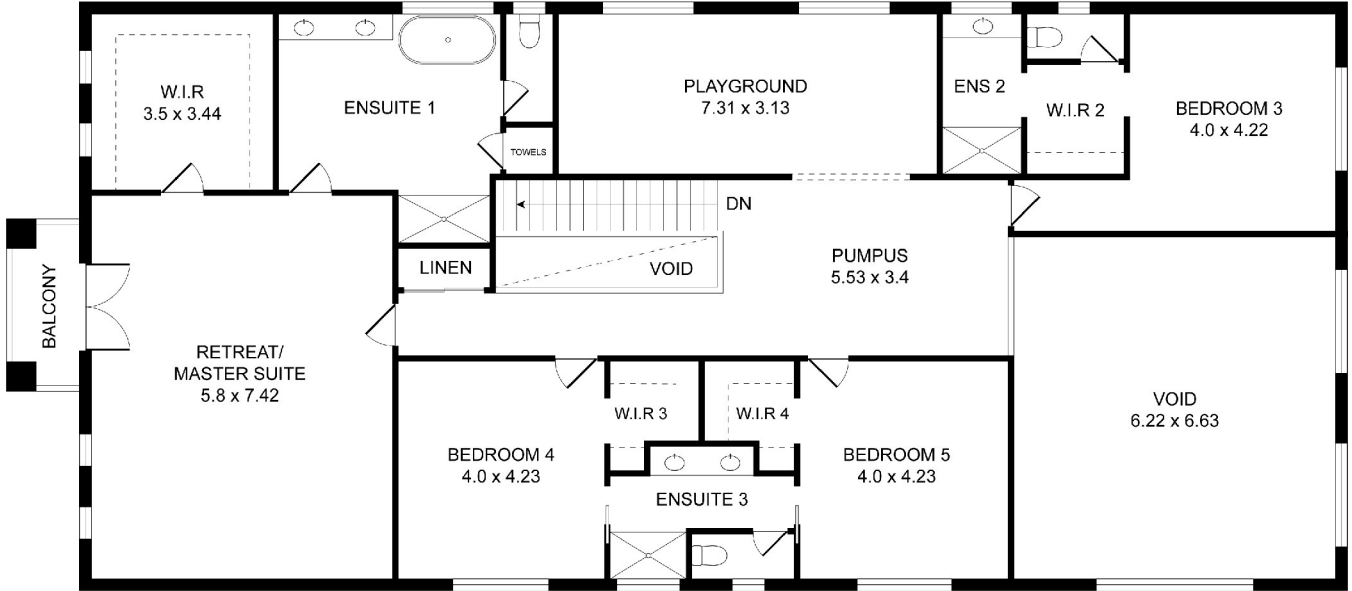 W.I.R
3.5 x 3.44
ENSUITE 1
TOWELS
PLAYGROUND
7.31 x 3.13
ENS 2
W.I.R 2
BEDROOM 3
4.0 x 4.22
BALCONY
LINEN
DN
VOID
PUMPUS
5.53 x 3.4
RETREAT/
MASTER SUITE
5.8 x 7.42
BEDROOM 4
4.0 x 4.23
W.I.R 3
W.I.R 4
ENSUITE 3
BEDROOM 5
4.0 x 4.23
VOID
6.22 x 6.63